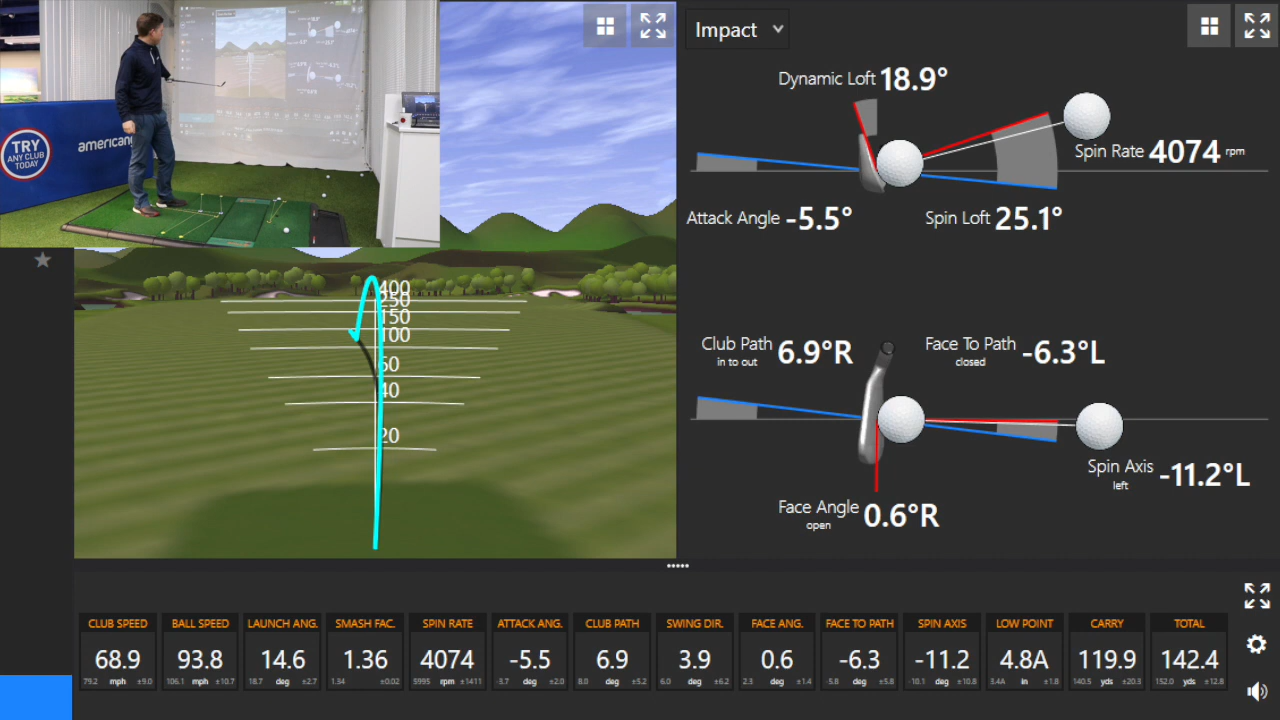 TRY
ANY CLUB
TODAY
american
400
250
150
100
60
40
20
Impact
Dynamic Loft 18.9°
Spin Rate 4074 rpm
Attack Angle -5.5°
Spin Loft 25.1°
Club Path 6.9°R
in to out
Face To Path -6.3°L
closed
Spin Axis -11.2°L
left
Face Angle 0.6°R
open
CLUB SPEED BALL SPEED LAUNCH ANG. SMASH FAC. SPIN RATE ATTACK ANG. CLUB PATH SWING DIR. FACE ANG. FACE TO PATH SPIN AXIS LOW POINT CARRY TOTAL
68.9 93.8 14.6 1.36 4074 -5.5 6.9 3.9 0.6 -6.3 -11.2 4.8A 119.9 142.4
79.2 mph ±9.0 106.1 mph ±10.7 18.7 deg ±2.7 1.34 ±0.02 5995 rpm ±1411 -3.7 deg ±2.0 8.0 deg ±5.2 6.0 deg ±6.2 2.3 deg ±1.4 -5.8 deg ±5.8 -10.1 deg ±10.8 3.4A in ±1.8 140.5 yds ±20.3 152.0 yds ±12.8